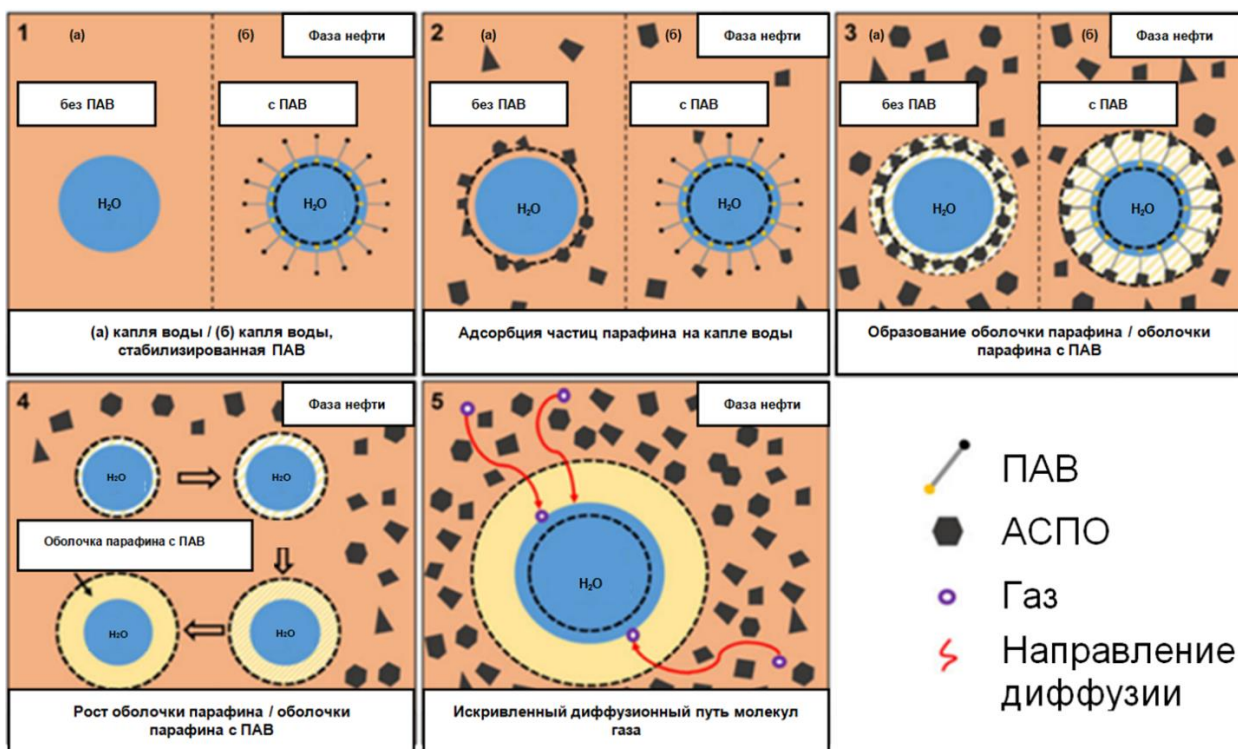 1
(а)
(б)
Фаза нефти
без ПАВ
с ПАВ
H₂O
H₂O
(а) капля воды / (б) капля воды,
стабилизированная ПАВ
2
(а)
(б)
Фаза нефти
без ПАВ
с ПАВ
H₂O
H₂O
Адсорбция частиц парафина на капле воды
3
(а)
(б)
Фаза нефти
без ПАВ
с ПАВ
H₂O
H₂O
Образование оболочки парафина / оболочки
парафина с ПАВ
4
Фаза нефти
H₂O
H₂O
Оболочка парафина с ПАВ
H₂O
H₂O
Рост оболочки парафина / оболочки
парафина с ПАВ
5
Фаза нефти
H₂O
Искривленный диффузионный путь молекул
газа
ПАВ
АСПО
Газ
Направление
диффузии